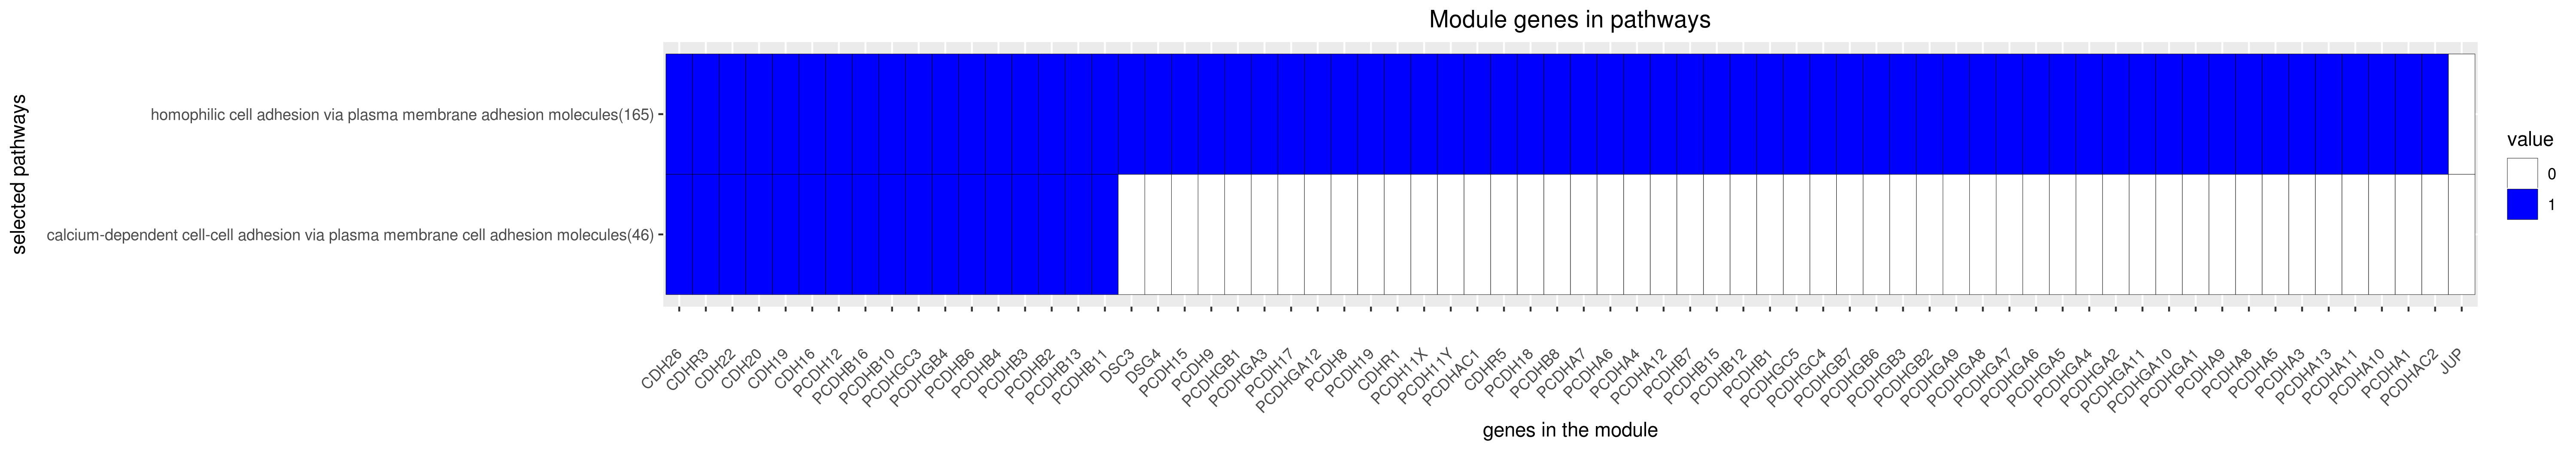 Module genes in pathways
selected pathways
homophilic cell adhesion via plasma membrane adhesion molecules(165)
calcium-dependent cell-cell adhesion via plasma membrane cell adhesion molecules(46)
value
0
1
CDH26
CDHR3
CDH22
CDH20
CDH19
CDH16
PCDH12
PCDHB16
PCDHB10
PCDHGC3
PCDHGB4
PCDHB6
PCDHB4
PCDHB3
PCDHB2
PCDHB13
PCDHB11
DSC3
DSG4
PCDH15
PCDH9
PCDHGB1
PCDHGA3
PCDH17
PCDHGA12
PCDH8
PCDH19
CDHR1
PCDH11X
PCDH11Y
PCDHAC1
CDHR5
PCDH18
PCDHB8
PCDHA7
PCDHA6
PCDHA4
PCDHA12
PCDHB7
PCDHB15
PCDHB12
PCDHB1
PCDHGC5
PCDHGC4
PCDHGB7
PCDHGB6
PCDHGB3
PCDHGB2
PCDHGA9
PCDHGA8
PCDHGA7
PCDHGA6
PCDHGA5
PCDHGA4
PCDHGA2
PCDHGA11
PCDHGA10
PCDHGA1
PCDHA9
PCDHA8
PCDHA5
PCDHA3
PCDHA13
PCDHA11
PCDHA10
PCDHA1
PCDHAC2
JUP
genes in the module